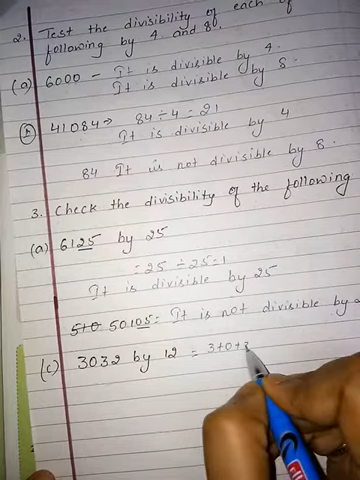 2. Test the divisibility of each of
following by 4 and 8.
(a) 6000 - It is divisible by 4.
It is divisible by 8.
41084 → 84 ÷ 4 = 21
It is divisible by 4
84 It is not divisible by 8.
3. Check the divisibility of the following
(a) 6125 by 25
= 25 ÷ 25 = 1
It is divisible by 25
50105 = It is not divisible by
(c) 3032 by 12 = 3+0+3